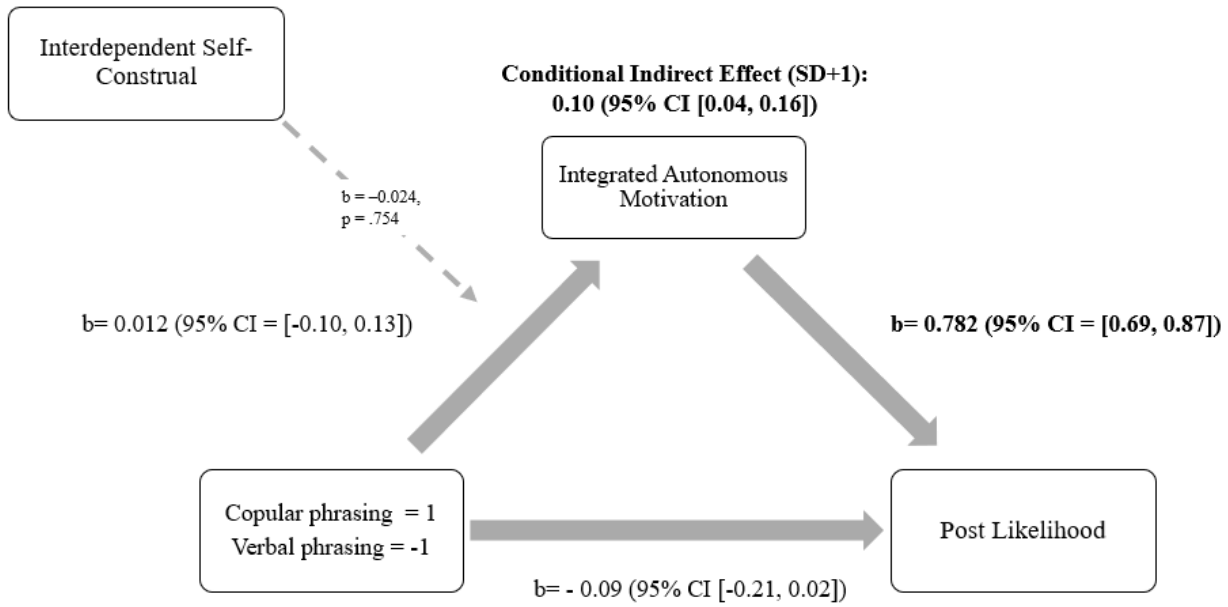 Interdependent Self-
Construal
Conditional Indirect Effect (SD+1):
0.10 (95% CI [0.04, 0.16])
Integrated Autonomous
Motivation
b = –0.024,
p = .754
b= 0.012 (95% CI = [-0.10, 0.13])
b= 0.782 (95% CI = [0.69, 0.87])
Copular phrasing = 1
Verbal phrasing = -1
Post Likelihood
b= - 0.09 (95% CI [-0.21, 0.02])